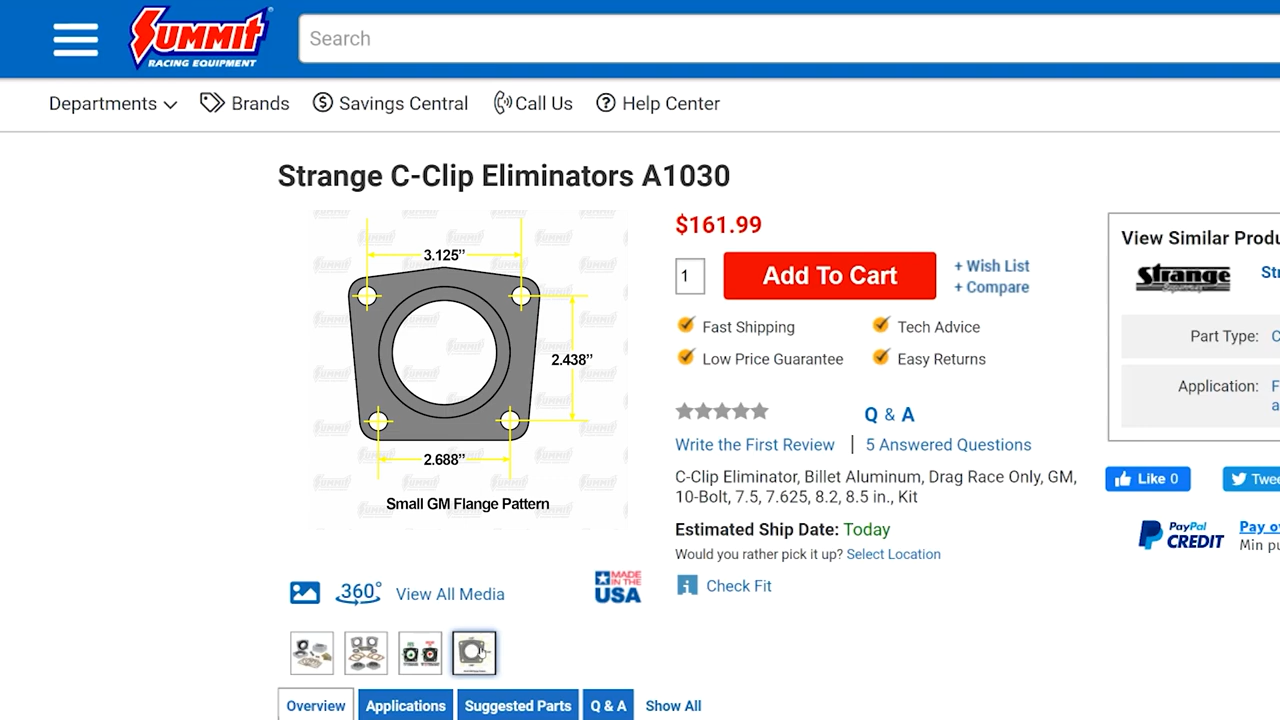 SUMMIT
RACING EQUIPMENT
Search
Departments
Brands
Savings Central
Call Us
Help Center
Strange C-Clip Eliminators A1030
3.125”
2.438”
2.688”
Small GM Flange Pattern
360°
View All Media
MADE
IN THE
USA
$161.99
1
Add To Cart
+ Wish List
+ Compare
Fast Shipping
Tech Advice
Low Price Guarantee
Easy Returns
Q & A
Write the First Review
5 Answered Questions
C-Clip Eliminator, Billet Aluminum, Drag Race Only, GM,
10-Bolt, 7.5, 7.625, 8.2, 8.5 in., Kit
Estimated Ship Date: Today
Would you rather pick it up? Select Location
Check Fit
View Similar Produ
Strange
St
Part Type:
Application:
Like 0
Twee
PayPal
CREDIT
Pay o
Min pu
Overview
Applications
Suggested Parts
Q & A
Show All